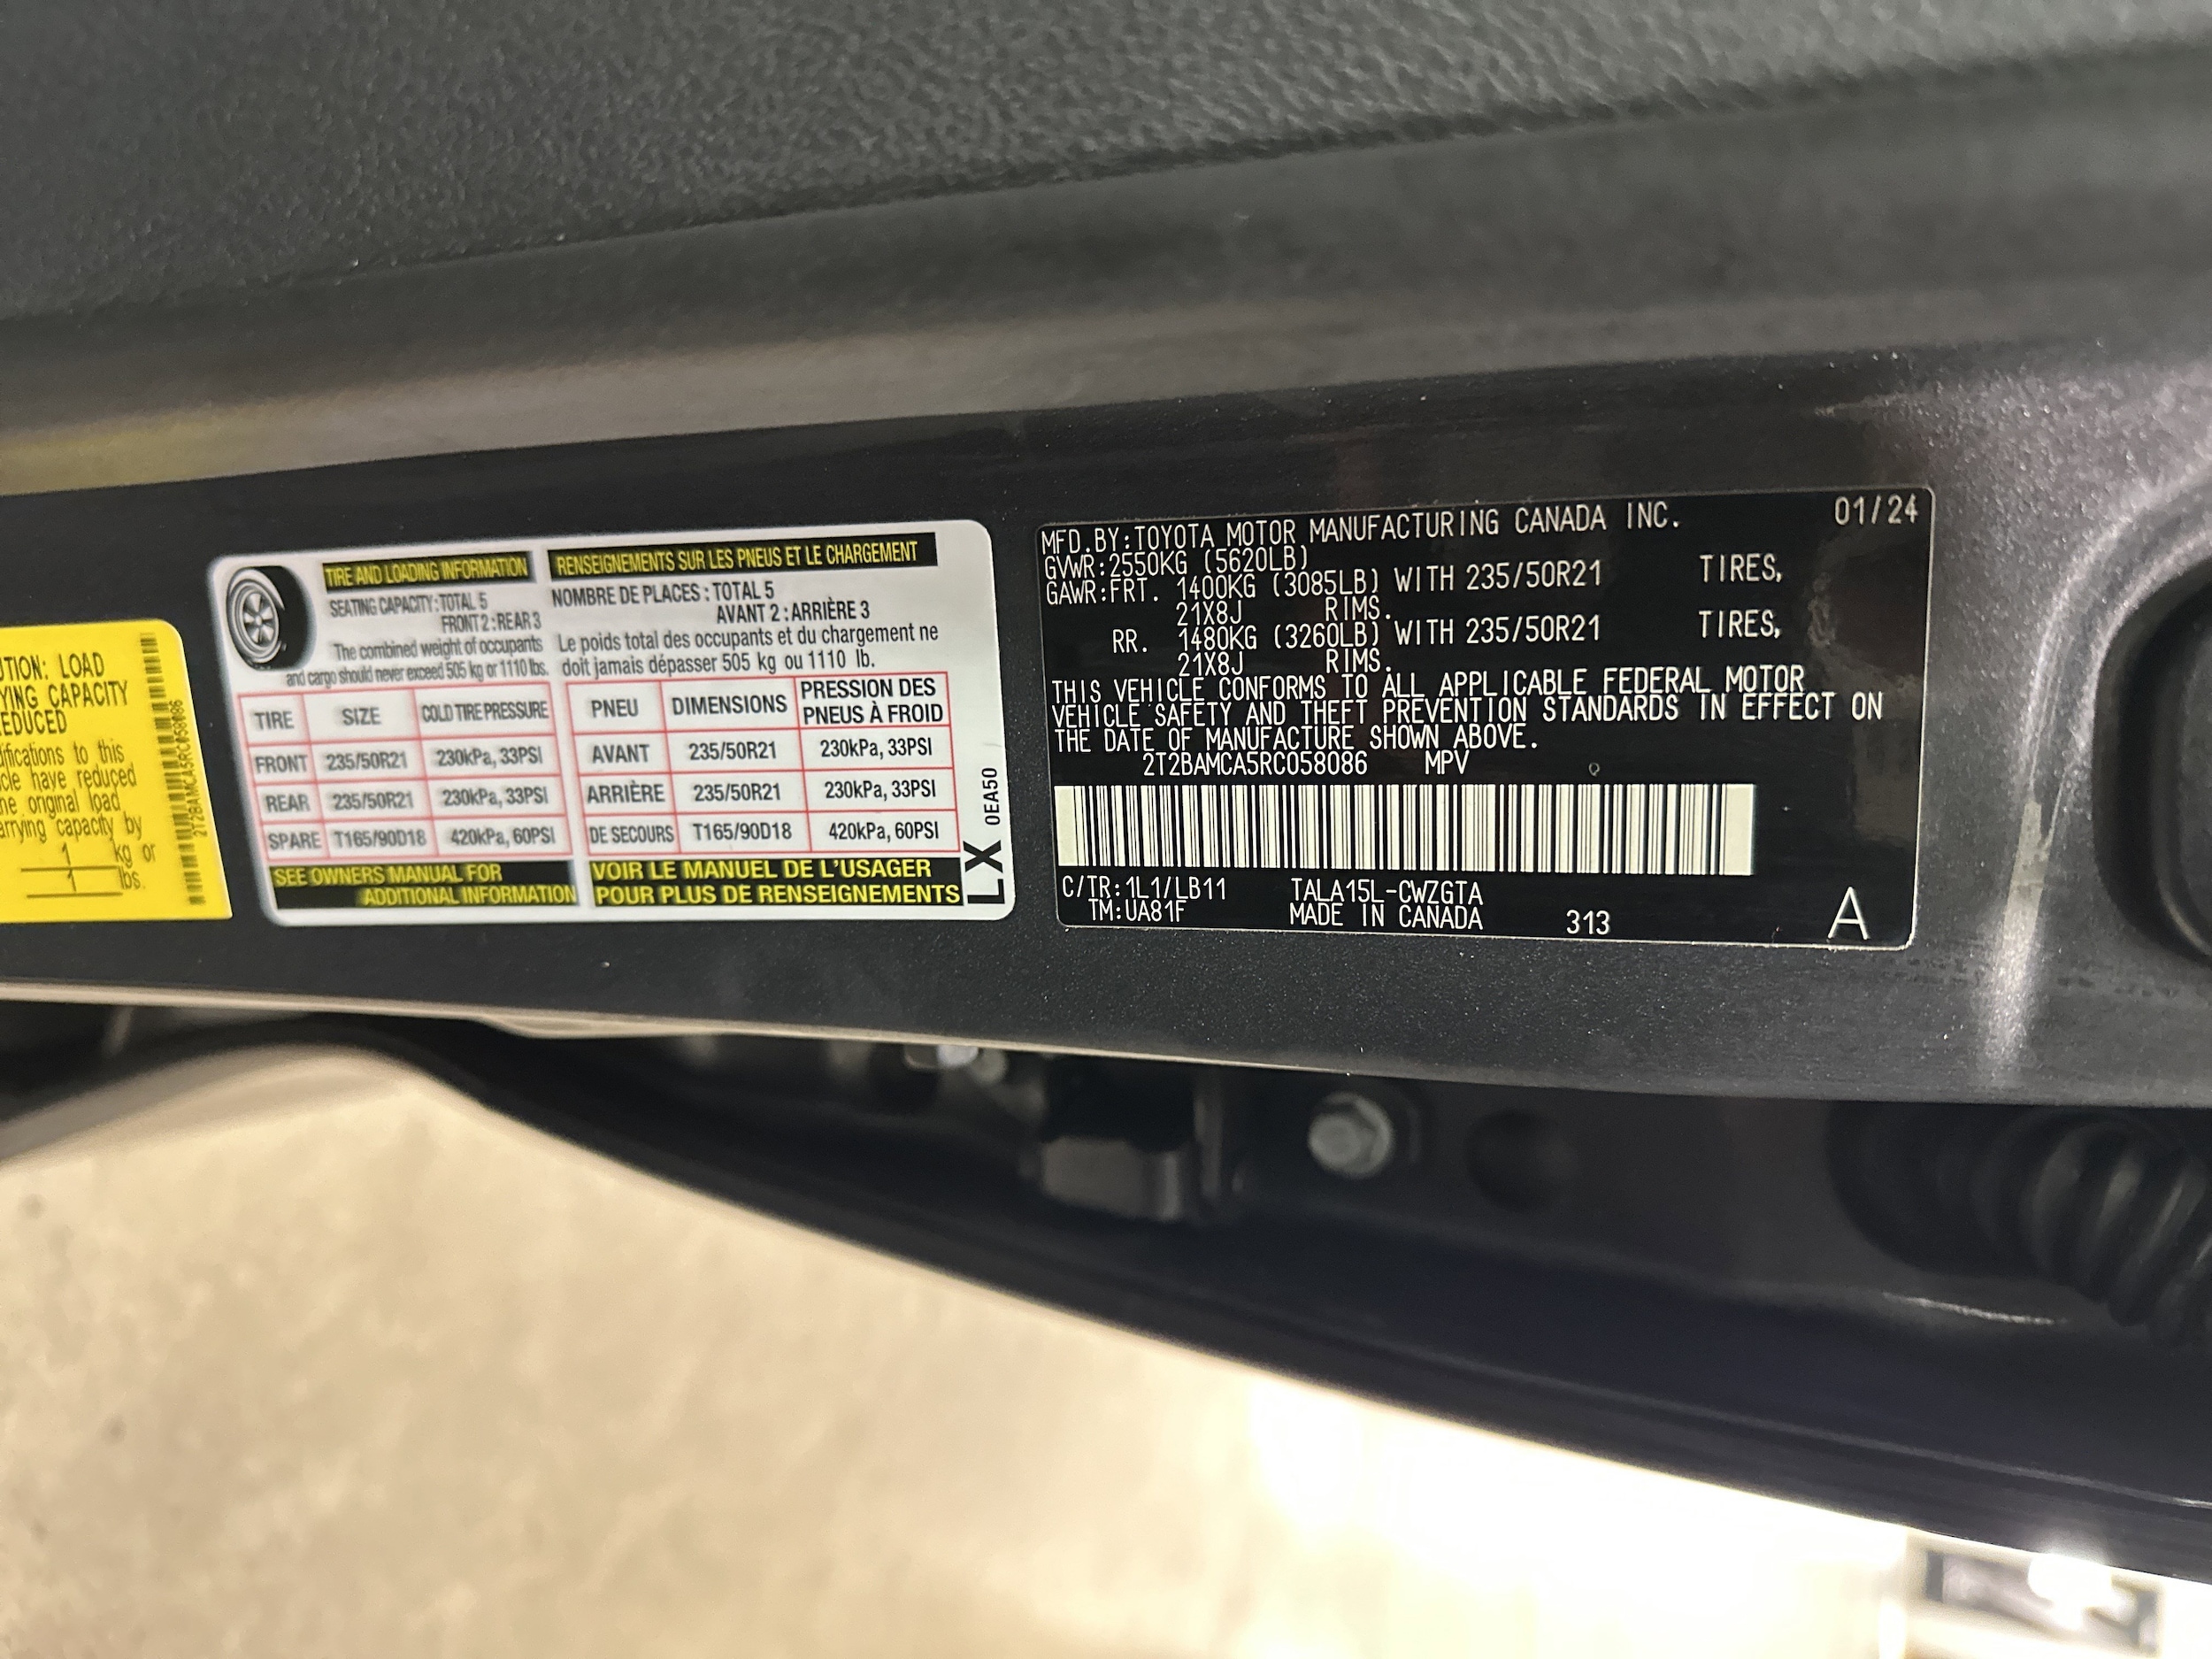 UTION: LOAD
YING CAPACITY
EDUCED
difications to this
cle have reduced
ne original load
arrying capacity by
1 kg or
1 lbs.
2T2BAMCA5RC058086
TIRE AND LOADING INFORMATION
SEATING CAPACITY:TOTAL 5
FRONT 2:REAR 3
The combined weight of occupants
and cargo should never exceed 505 kg or 1110 lbs.
TIRE SIZE COLD TIRE PRESSURE
FRONT 235/50R21 230kPa, 33PSI
REAR 235/50R21 230kPa, 33PSI
SPARE T165/90D18 420kPa, 60PSI
SEE OWNERS MANUAL FOR
ADDITIONAL INFORMATION
RENSEIGNEMENTS SUR LES PNEUS ET LE CHARGEMENT
NOMBRE DE PLACES : TOTAL 5
AVANT 2 : ARRIÈRE 3
Le poids total des occupants et du chargement ne
doit jamais dépasser 505 kg ou 1110 lb.
PNEU DIMENSIONS PRESSION DES
PNEUS À FROID
AVANT 235/50R21 230kPa, 33PSI
ARRIÈRE 235/50R21 230kPa, 33PSI
DE SECOURS T165/90D18 420kPa, 60PSI
VOIR LE MANUEL DE L'USAGER
POUR PLUS DE RENSEIGNEMENTS
LX 0EA50
MFD.BY:TOYOTA MOTOR MANUFACTURING CANADA INC. 01/24
GVWR:2550KG (5620LB)
GAWR:FRT. 1400KG (3085LB) WITH 235/50R21 TIRES,
21X8J RIMS.
RR. 1480KG (3260LB) WITH 235/50R21 TIRES,
21X8J RIMS.
THIS VEHICLE CONFORMS TO ALL APPLICABLE FEDERAL MOTOR
VEHICLE SAFETY AND THEFT PREVENTION STANDARDS IN EFFECT ON
THE DATE OF MANUFACTURE SHOWN ABOVE.
2T2BAMCA5RC058086 MPV
C/TR:1L1/LB11 TALA15L-CWZGTA
TM:UA81F MADE IN CANADA 313 A